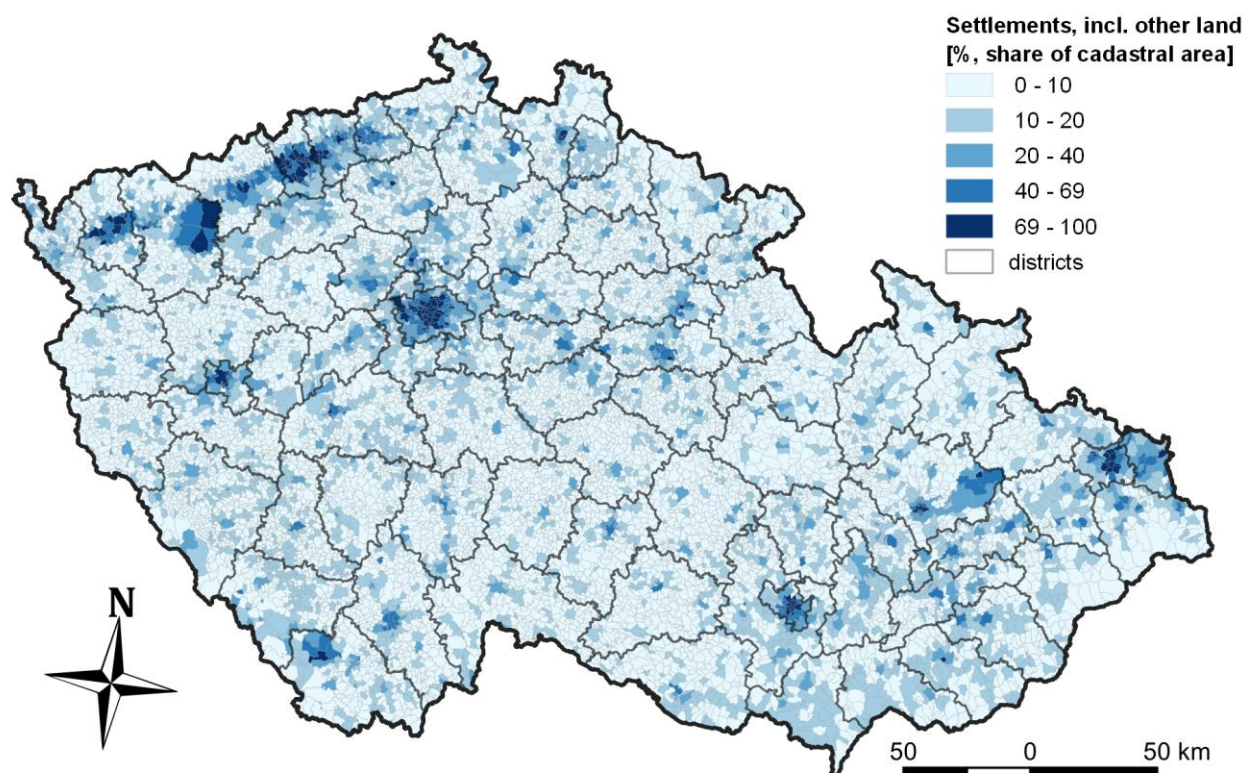 Settlements, incl. other land
[%, share of cadastral area]
0 - 10
10 - 20
20 - 40
40 - 69
69 - 100
districts
N
50 0 50 km